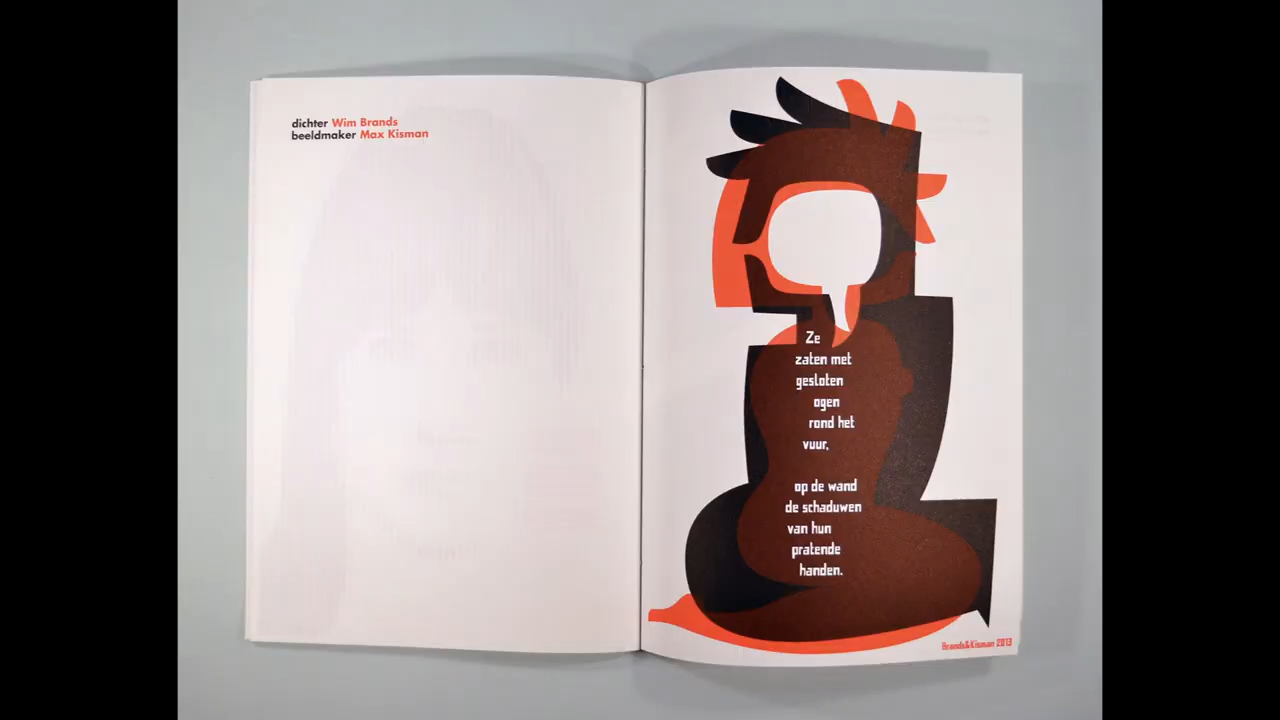 dichter Wim Brands
beeldmaker Max Kisman
Ze
zaten met
gesloten
ogen
rond het
vuur,
op de wand
de schaduwen
van hun
pratende
handen.
Brands&Kisman 2013